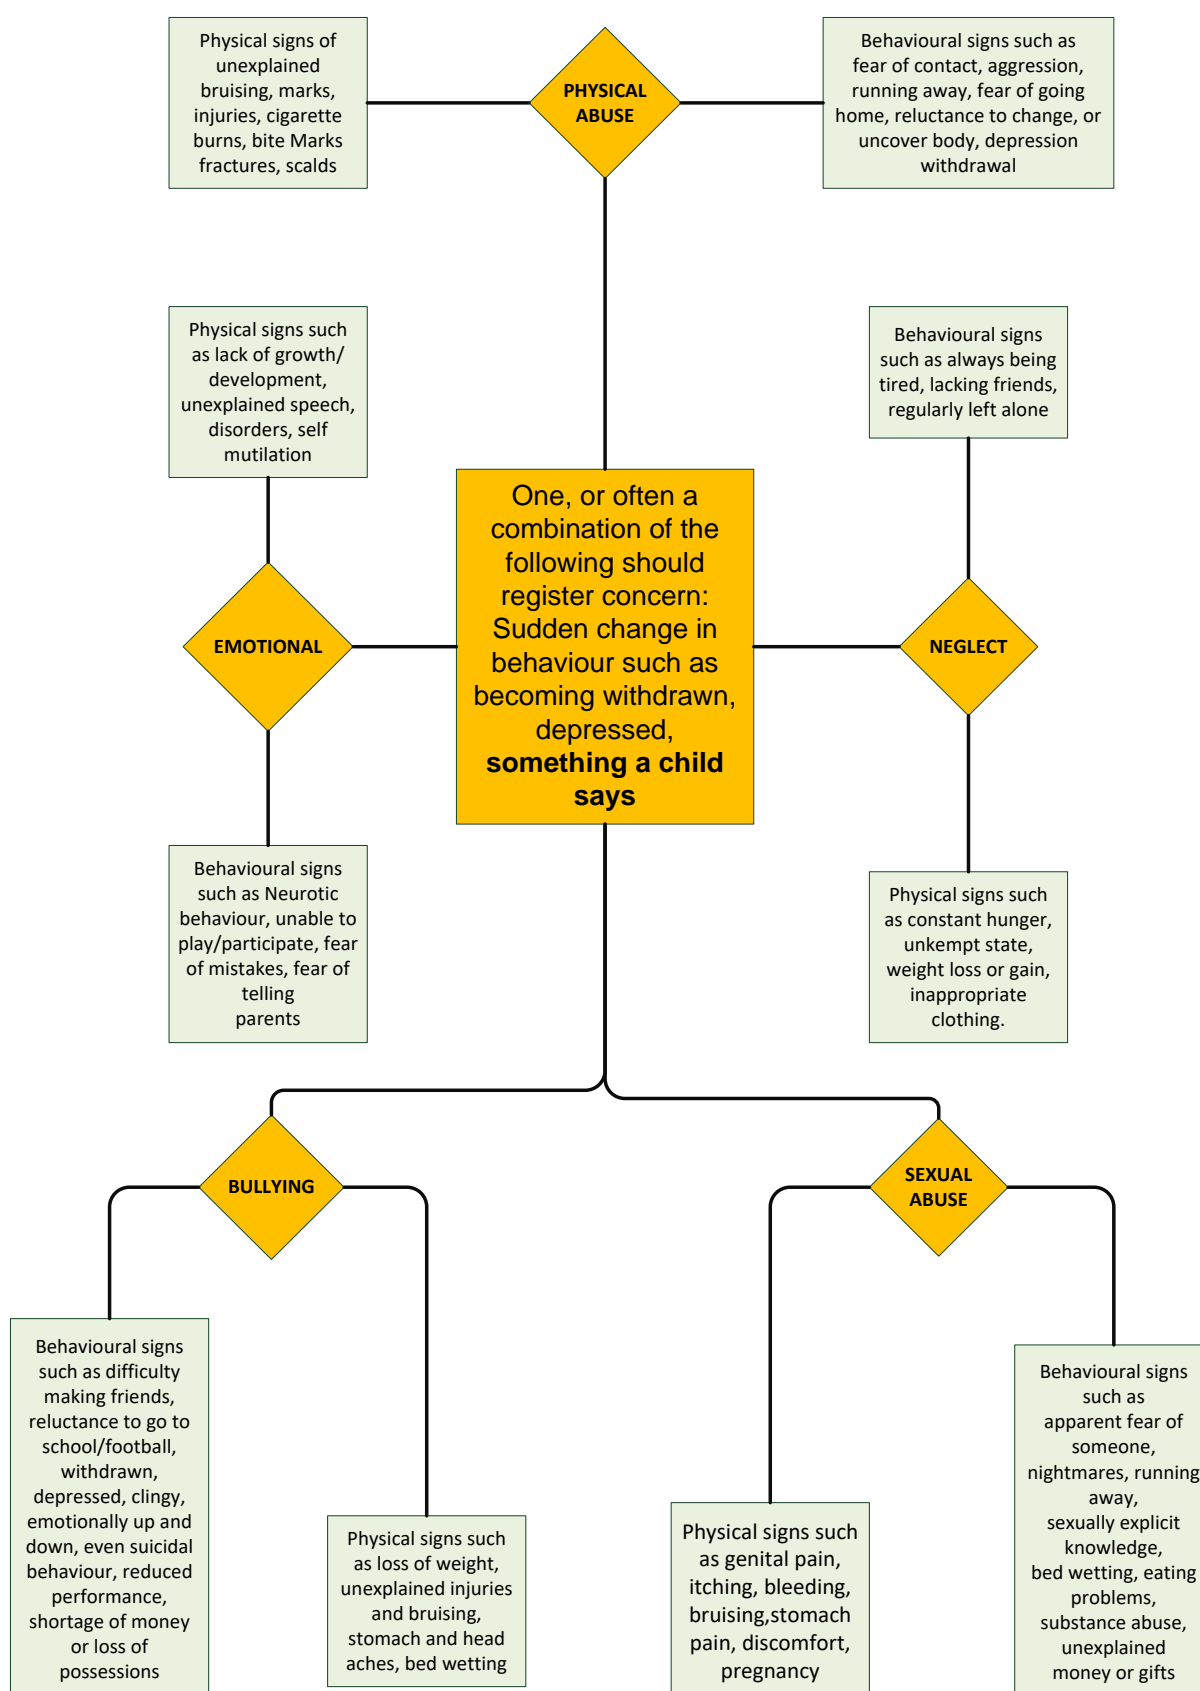 Physical signs of
unexplained
bruising, marks,
injuries, cigarette
burns, bite Marks
fractures, scalds
PHYSICAL
ABUSE
Behavioural signs such as
fear of contact, aggression,
running away, fear of going
home, reluctance to change, or
uncover body, depression
withdrawal
Physical signs such
as lack of growth/
development,
unexplained speech,
disorders, self
mutilation
Behavioural signs
such as always being
tired, lacking friends,
regularly left alone
EMOTIONAL
One, or often a
combination of the
following should
register concern:
Sudden change in
behaviour such as
becoming withdrawn,
depressed,
something a child
says
NEGLECT
Behavioural signs
such as Neurotic
behaviour, unable to
play/participate, fear
of mistakes, fear of
telling
parents
Physical signs such
as constant hunger,
unkempt state,
weight loss or gain,
inappropriate
clothing.
BULLYING
SEXUAL
ABUSE
Behavioural signs
such as difficulty
making friends,
reluctance to go to
school/football,
withdrawn,
depressed, clingy,
emotionally up and
down, even suicidal
behaviour, reduced
performance,
shortage of money
or loss of
possessions
Physical signs such
as loss of weight,
unexplained injuries
and bruising,
stomach and head
aches, bed wetting
Physical signs such
as genital pain,
itching, bleeding,
bruising,stomach
pain, discomfort,
pregnancy
Behavioural signs
such as
apparent fear of
someone,
nightmares, running
away,
sexually explicit
knowledge,
bed wetting, eating
problems,
substance abuse,
unexplained
money or gifts